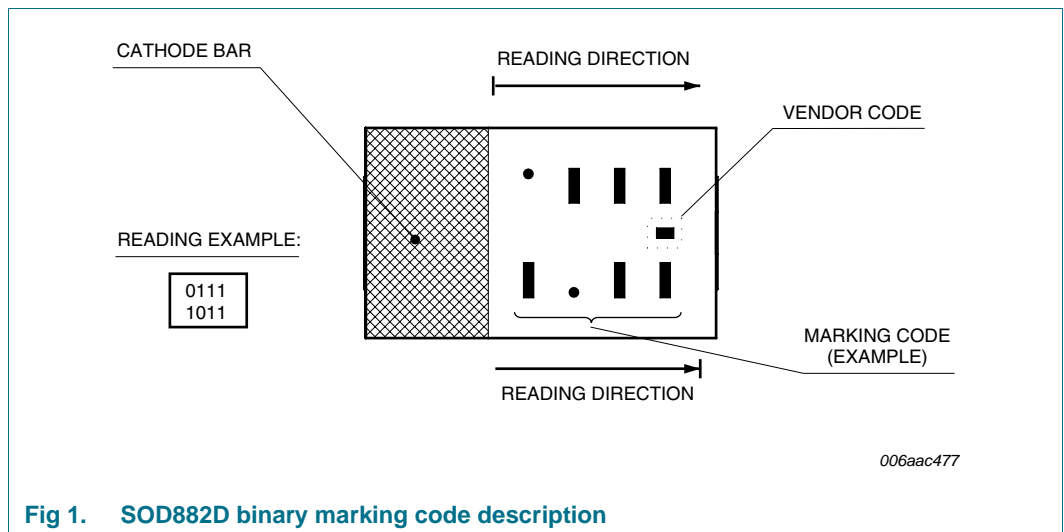 CATHODE BAR
READING DIRECTION
VENDOR CODE
READING EXAMPLE:
0111
1011
MARKING CODE
(EXAMPLE)
READING DIRECTION
006aac477
Fig 1. SOD882D binary marking code description